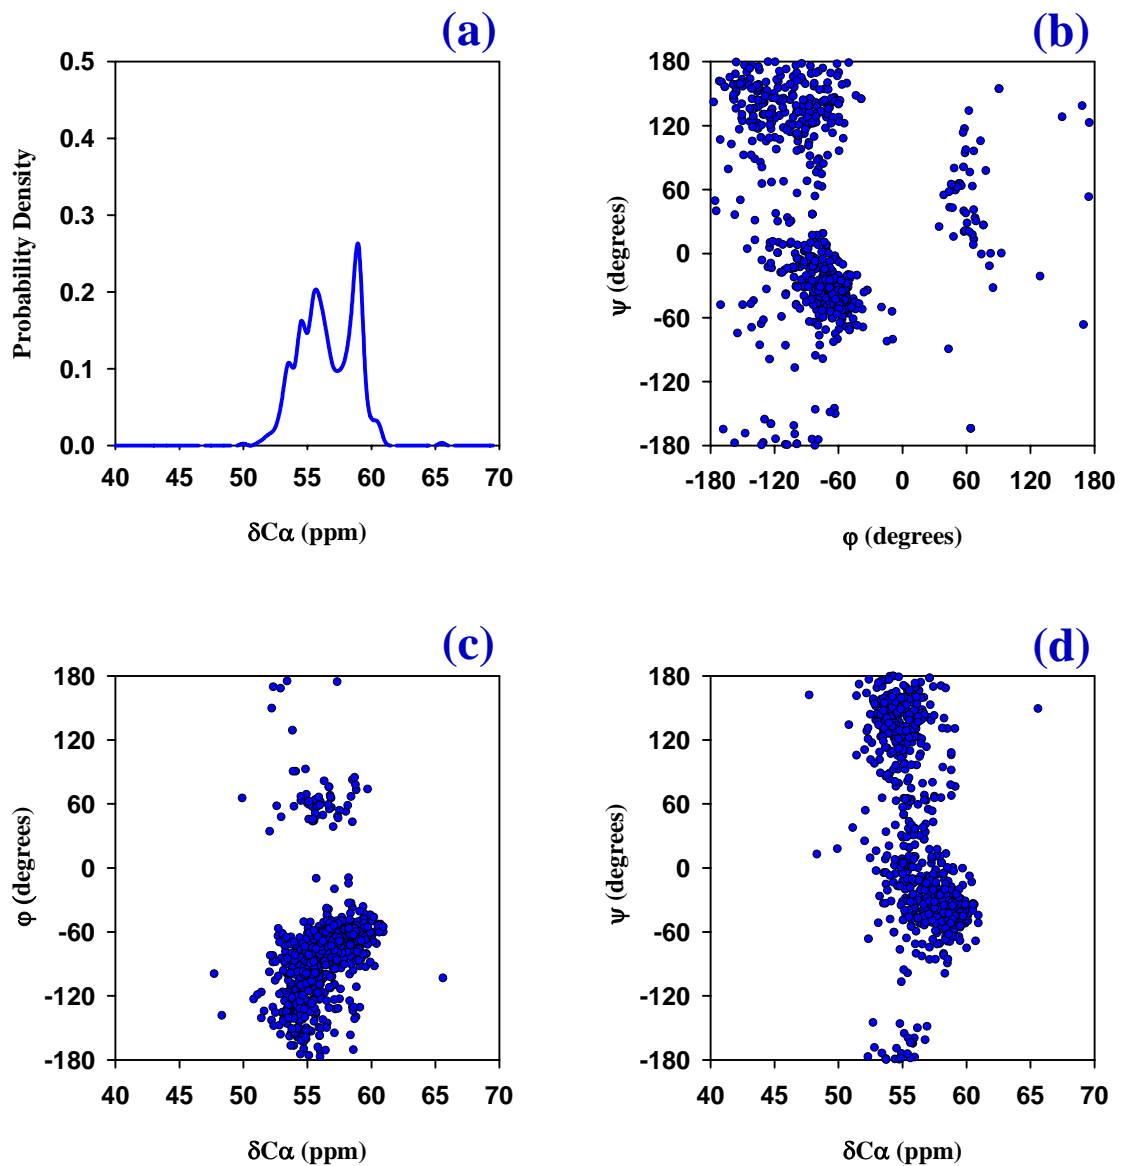 (a)
0.5
0.4
0.3
0.2
0.1
0.0
Probability Density
40 45 50 55 60 65 70
δCα (ppm)
(b)
180
120
60
0
-60
-120
-180
ψ (degrees)
-180 -120 -60 0 60 120 180
φ (degrees)
(c)
180
120
60
0
-60
-120
-180
φ (degrees)
40 45 50 55 60 65 70
δCα (ppm)
(d)
180
120
60
0
-60
-120
-180
ψ (degrees)
40 45 50 55 60 65 70
δCα (ppm)